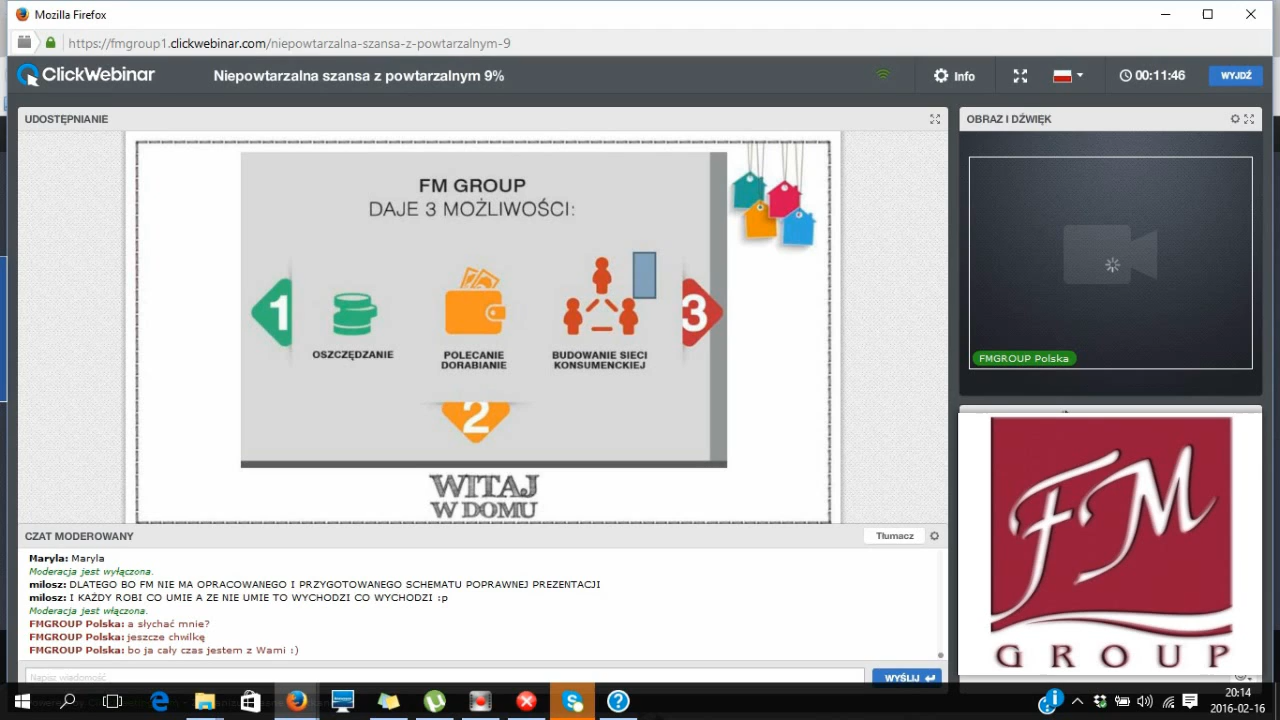 Mozilla Firefox
https://fmgroup1.clickwebinar.com/niepowtarzalna-szansa-z-powtarzalnym-9
ClickWebinar
Niepowtarzalna szansa z powtarzalnym 9%
Info
00:11:46
WYJDŹ
UDOSTĘPNIANIE
OBRAZ I DŹWIĘK
FM GROUP
DAJE 3 MOŻLIWOŚCI:
1
3
OSZCZĘDZANIE
POLECANIE
DORABIANIE
BUDOWANIE SIECI
KONSUMENCKIEJ
2
WITAJ
W DOMU
FMGROUP Polska
FM
GROUP
CZAT MODEROWANY
Tłumacz
Maryla: Maryla
Moderacja jest wyłączona.
milosz: DLATEGO BO FM NIE MA OPRACOWANEGO I PRZYGOTOWANEGO SCHEMATU POPRAWNEJ PREZENTACJI
milosz: I KAŻDY ROBI CO UMIE A ZE NIE UMIE TO WYCHODZI CO WYCHODZI :p
Moderacja jest włączona.
FMGROUP Polska: a słychać mnie?
FMGROUP Polska: jeszcze chwilkę
FMGROUP Polska: bo ja cały czas jestem z Wami :)
Napisz wiadomość
WYŚLIJ
20:14
2016-02-16